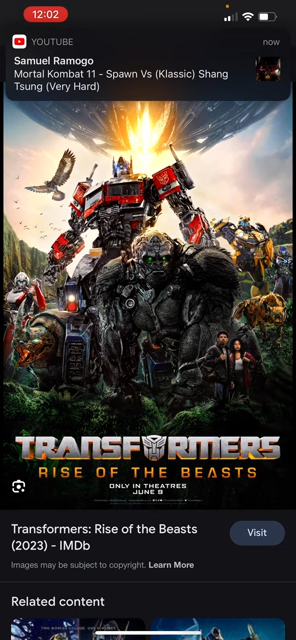 12:02
YOUTUBE
now
Samuel Ramogo
Mortal Kombat 11 - Spawn Vs (Klassic) Shang
Tsung (Very Hard)
TRANSFORMERS
RISE OF THE BEASTS
ONLY IN THEATRES
JUNE 9
Transformers: Rise of the Beasts
(2023) - IMDb
Visit
Images may be subject to copyright. Learn More
Related content